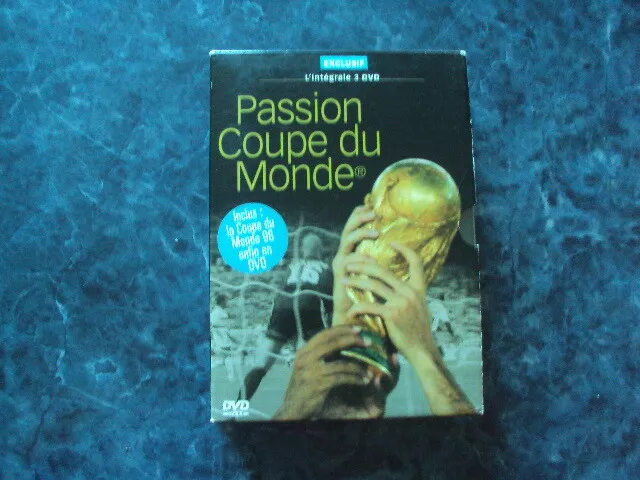 EXCLUSIF
L'intégrale 3 DVD
Passion
Coupe du
Monde®
Inclus :
la Coupe du
Monde 98
enfin en
DVD
16
DVD